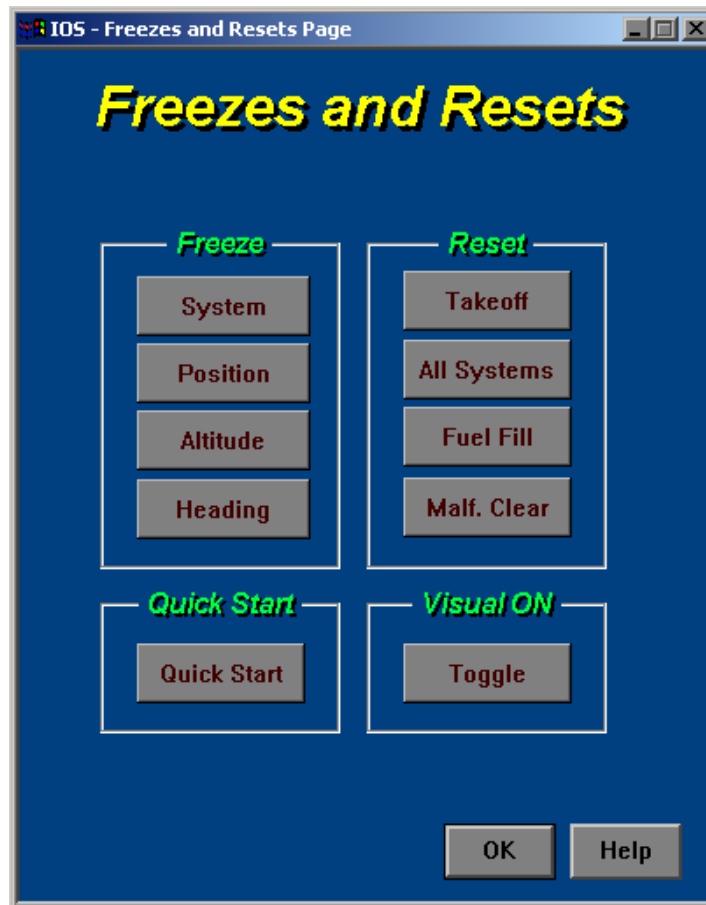 IOS - Freezes and Resets Page
Freezes and Resets
Freeze
System
Position
Altitude
Heading
Reset
Takeoff
All Systems
Fuel Fill
Malf. Clear
Quick Start
Quick Start
Visual ON
Toggle
OK
Help